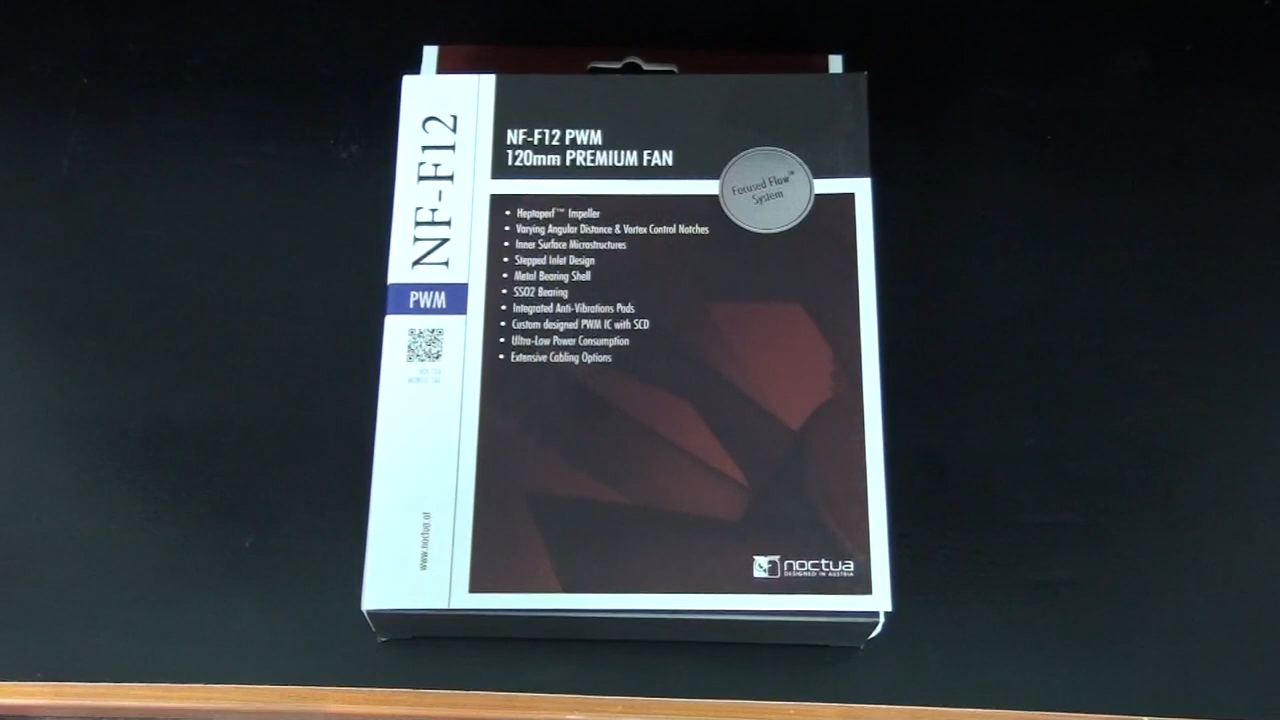 NF-F12
PWM
www.noctua.at
NF-F12 PWM
120mm PREMIUM FAN
Focused Flow™
System
• Heptaperf™ Impeller
• Varying Angular Distance & Vortex Control Notches
• Inner Surface Microstructures
• Stepped Inlet Design
• Metal Bearing Shell
• SSO2 Bearing
• Integrated Anti-Vibrations Pads
• Custom designed PWM IC with SCD
• Ultra-Low Power Consumption
• Extensive Cabling Options
noctua
DESIGNED IN AUSTRIA